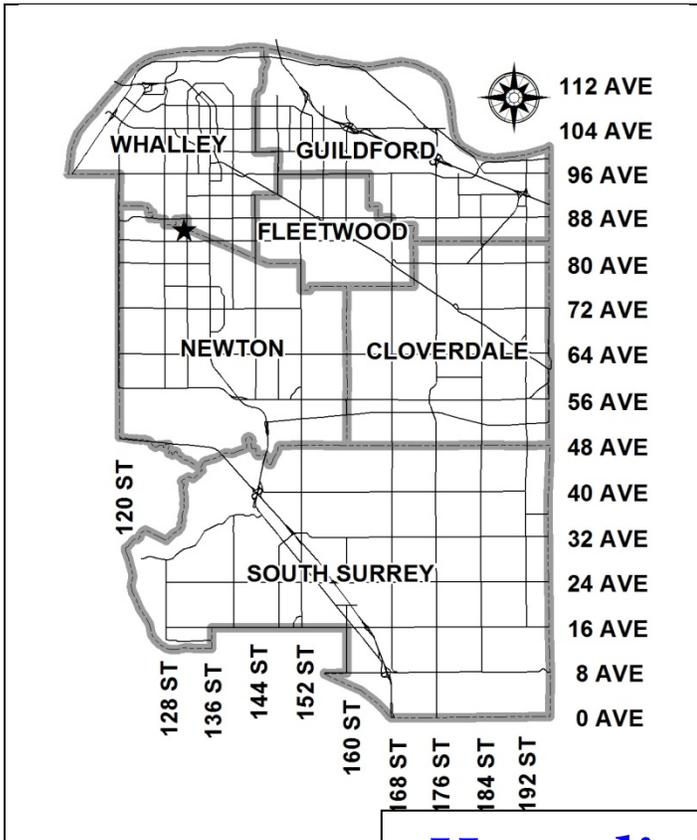 112 AVE
104 AVE
WHALLEY
GUILDFORD
96 AVE
88 AVE
FLEETWOOD
80 AVE
72 AVE
NEWTON
CLOVERDALE
64 AVE
56 AVE
48 AVE
120 ST
40 AVE
32 AVE
SOUTH SURREY
24 AVE
16 AVE
128 ST
136 ST
144 ST
152 ST
160 ST
8 AVE
0 AVE
168 ST
176 ST
184 ST
192 ST